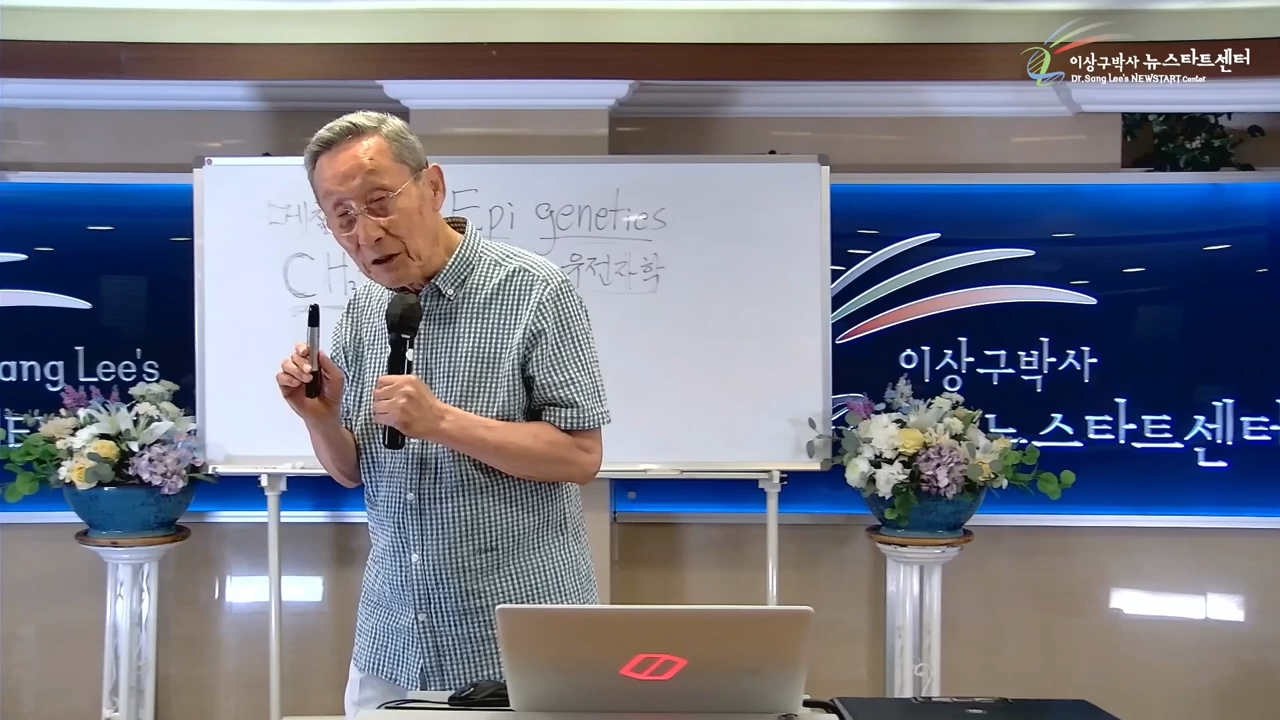 이상구박사 뉴스타트센터
Dr. Sang Lee's NEWSTART Center
Epi genetics
CH₃
유전자학
ang Lee's
이상구박사
뉴스타트센터